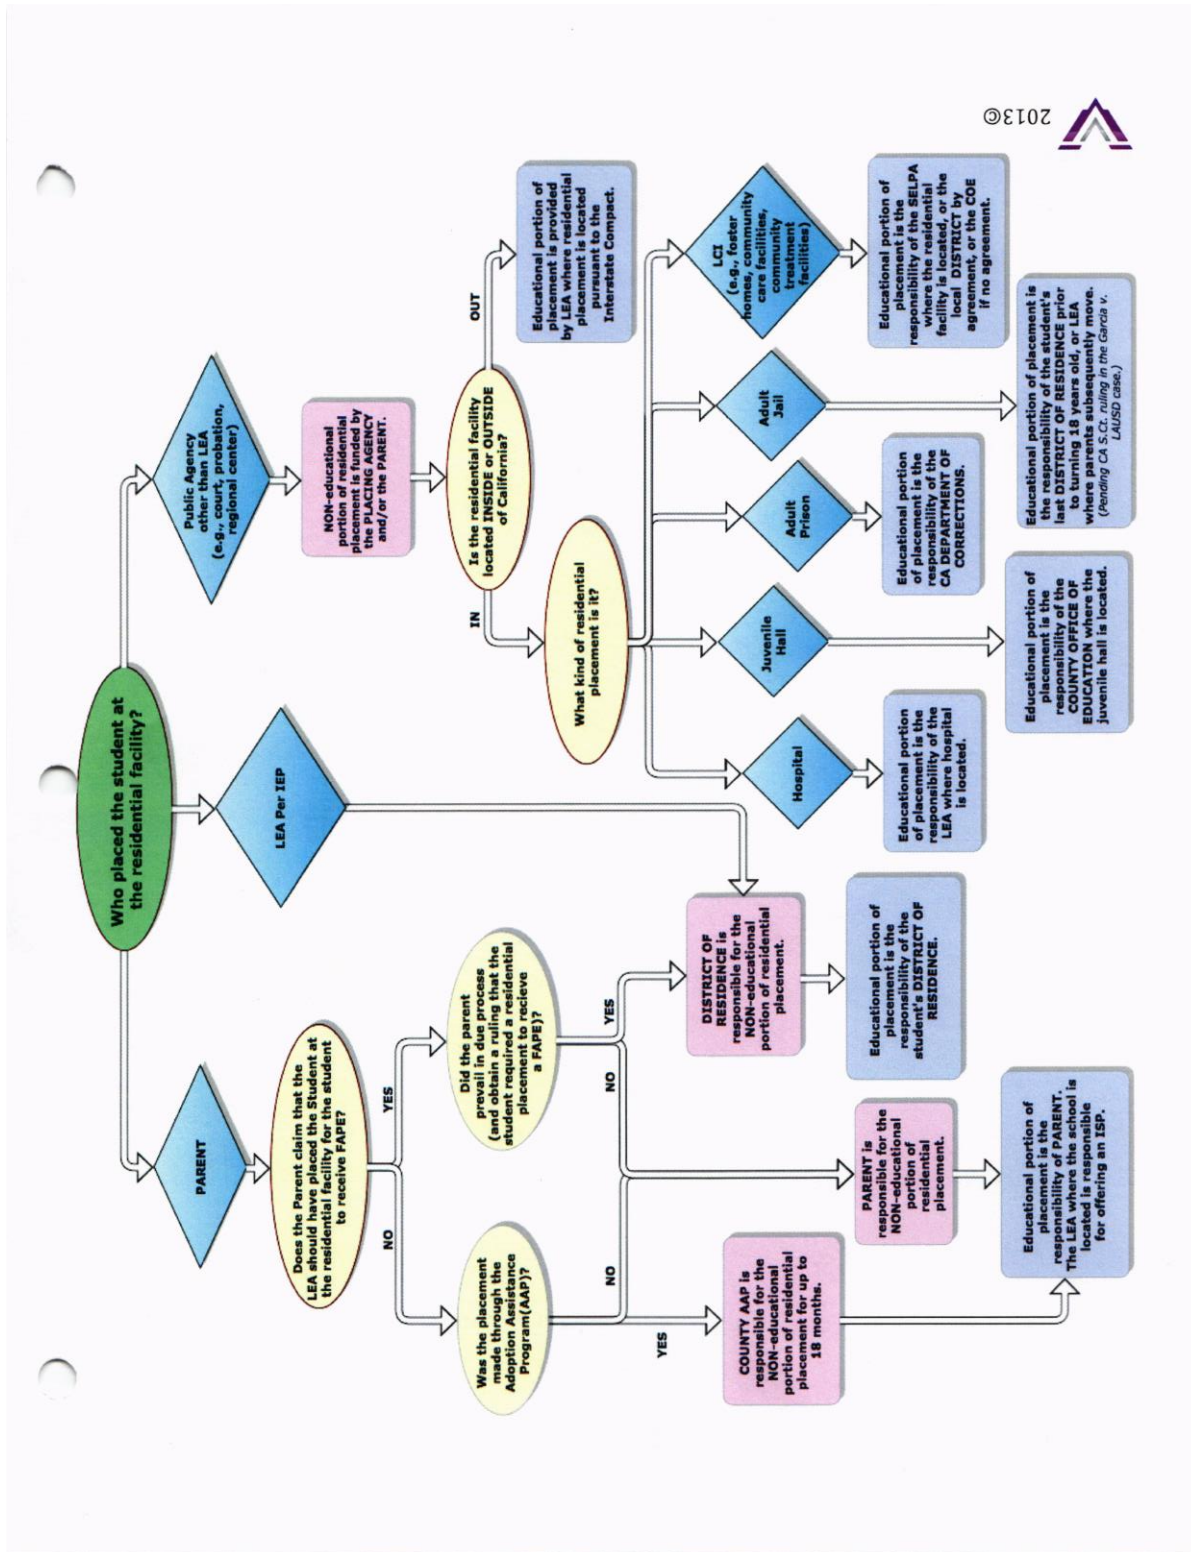 Who placed the student at
the residential facility?
PARENT
LEA Per IEP
Public Agency
other than LEA
(e.g., court, probation,
regional center)
Does the Parent claim that the
LEA should have placed the Student at
the residential facility for the student
to receive FAPE?
NON-educational
portion of residential
placement is funded by
the PLACING AGENCY
and/or the PARENT.
NO
YES
Is the residential facility
located INSIDE or OUTSIDE
of California?
IN
OUT
Was the placement
made through the
Adoption Assistance
Program(AAP)?
Did the parent
prevail in due process
(and obtain a ruling that the
student required a residential
placement to recieve
a FAPE)?
What kind of residential
placement is it?
Educational portion of
placement is provided
by LEA where residential
placement is located
pursuant to the
Interstate Compact.
YES
NO
NO
YES
COUNTY AAP is
responsible for the
NON-educational
portion of residential
placement for up to
18 months.
DISTRICT OF
RESIDENCE is
responsible for the
NON-educational
portion of residential
placement.
Hospital
Juvenile
Hall
Adult
Prison
Adult
Jail
LCI
(e.g., foster
homes, community
care facilities,
community
treatment
facilities)
PARENT is
responsible for the
NON-educational
portion of
residential
placement.
Educational portion of
placement is the
responsibility of the
student's DISTRICT OF
RESIDENCE.
Educational portion
of placement is the
responsibility of the
LEA where hospital
is located.
Educational portion
of placement is the
responsibility of the
CA DEPARTMENT OF
CORRECTIONS.
Educational portion of
placement is the
responsibility of the SELPA
where the residential
facility is located, or the
local DISTRICT by
agreement, or the COE
if no agreement.
Educational portion of
placement is the
responsibility of PARENT.
The LEA where the school is
located is responsible
for offering an ISP.
Educational portion of
placement is the
responsibility of the
COUNTY OFFICE OF
EDUCATION where the
juvenile hall is located.
Educational portion of placement is
the responsibility of the student's
last DISTRICT OF RESIDENCE prior
to turning 18 years old, or LEA
where parents subsequently move.
(Pending CA S.Ct. ruling in the Garcia v.
LAUSD case.)
2013©